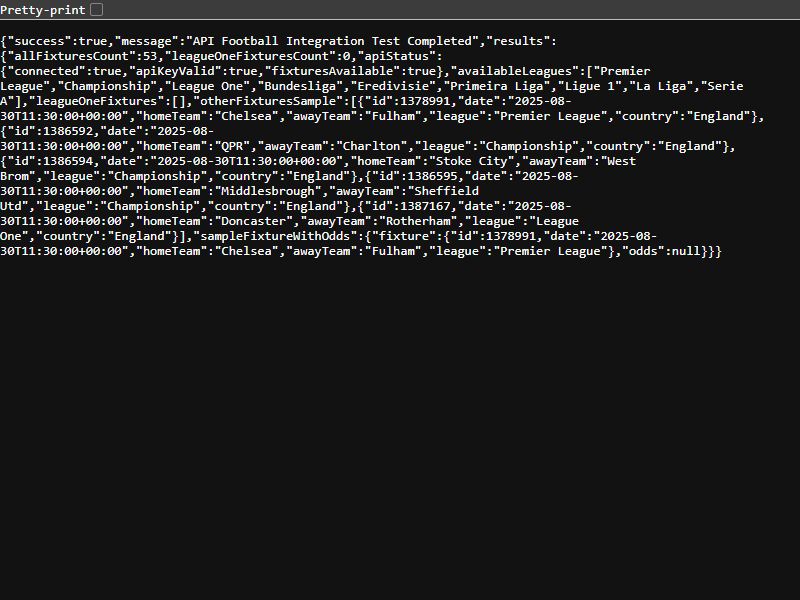 Pretty-print
{"success":true,"message":"API Football Integration Test Completed","results":
{"allFixturesCount":53,"leagueOneFixturesCount":0,"apiStatus":
{"connected":true,"apiKeyValid":true,"fixturesAvailable":true},"availableLeagues":["Premier
League","Championship","League One","Bundesliga","Eredivisie","Primeira Liga","Ligue 1","La Liga","Serie
A"],"leagueOneFixtures":[],"otherFixturesSample":[{"id":1378991,"date":"2025-08-
30T11:30:00+00:00","homeTeam":"Chelsea","awayTeam":"Fulham","league":"Premier League","country":"England"},
{"id":1386592,"date":"2025-08-
30T11:30:00+00:00","homeTeam":"QPR","awayTeam":"Charlton","league":"Championship","country":"England"},
{"id":1386594,"date":"2025-08-30T11:30:00+00:00","homeTeam":"Stoke City","awayTeam":"West
Brom","league":"Championship","country":"England"},{"id":1386595,"date":"2025-08-
30T11:30:00+00:00","homeTeam":"Middlesbrough","awayTeam":"Sheffield
Utd","league":"Championship","country":"England"},{"id":1387167,"date":"2025-08-
30T11:30:00+00:00","homeTeam":"Doncaster","awayTeam":"Rotherham","league":"League
One","country":"England"}],"sampleFixtureWithOdds":{"fixture":{"id":1378991,"date":"2025-08-
30T11:30:00+00:00","homeTeam":"Chelsea","awayTeam":"Fulham","league":"Premier League"},"odds":null}}}